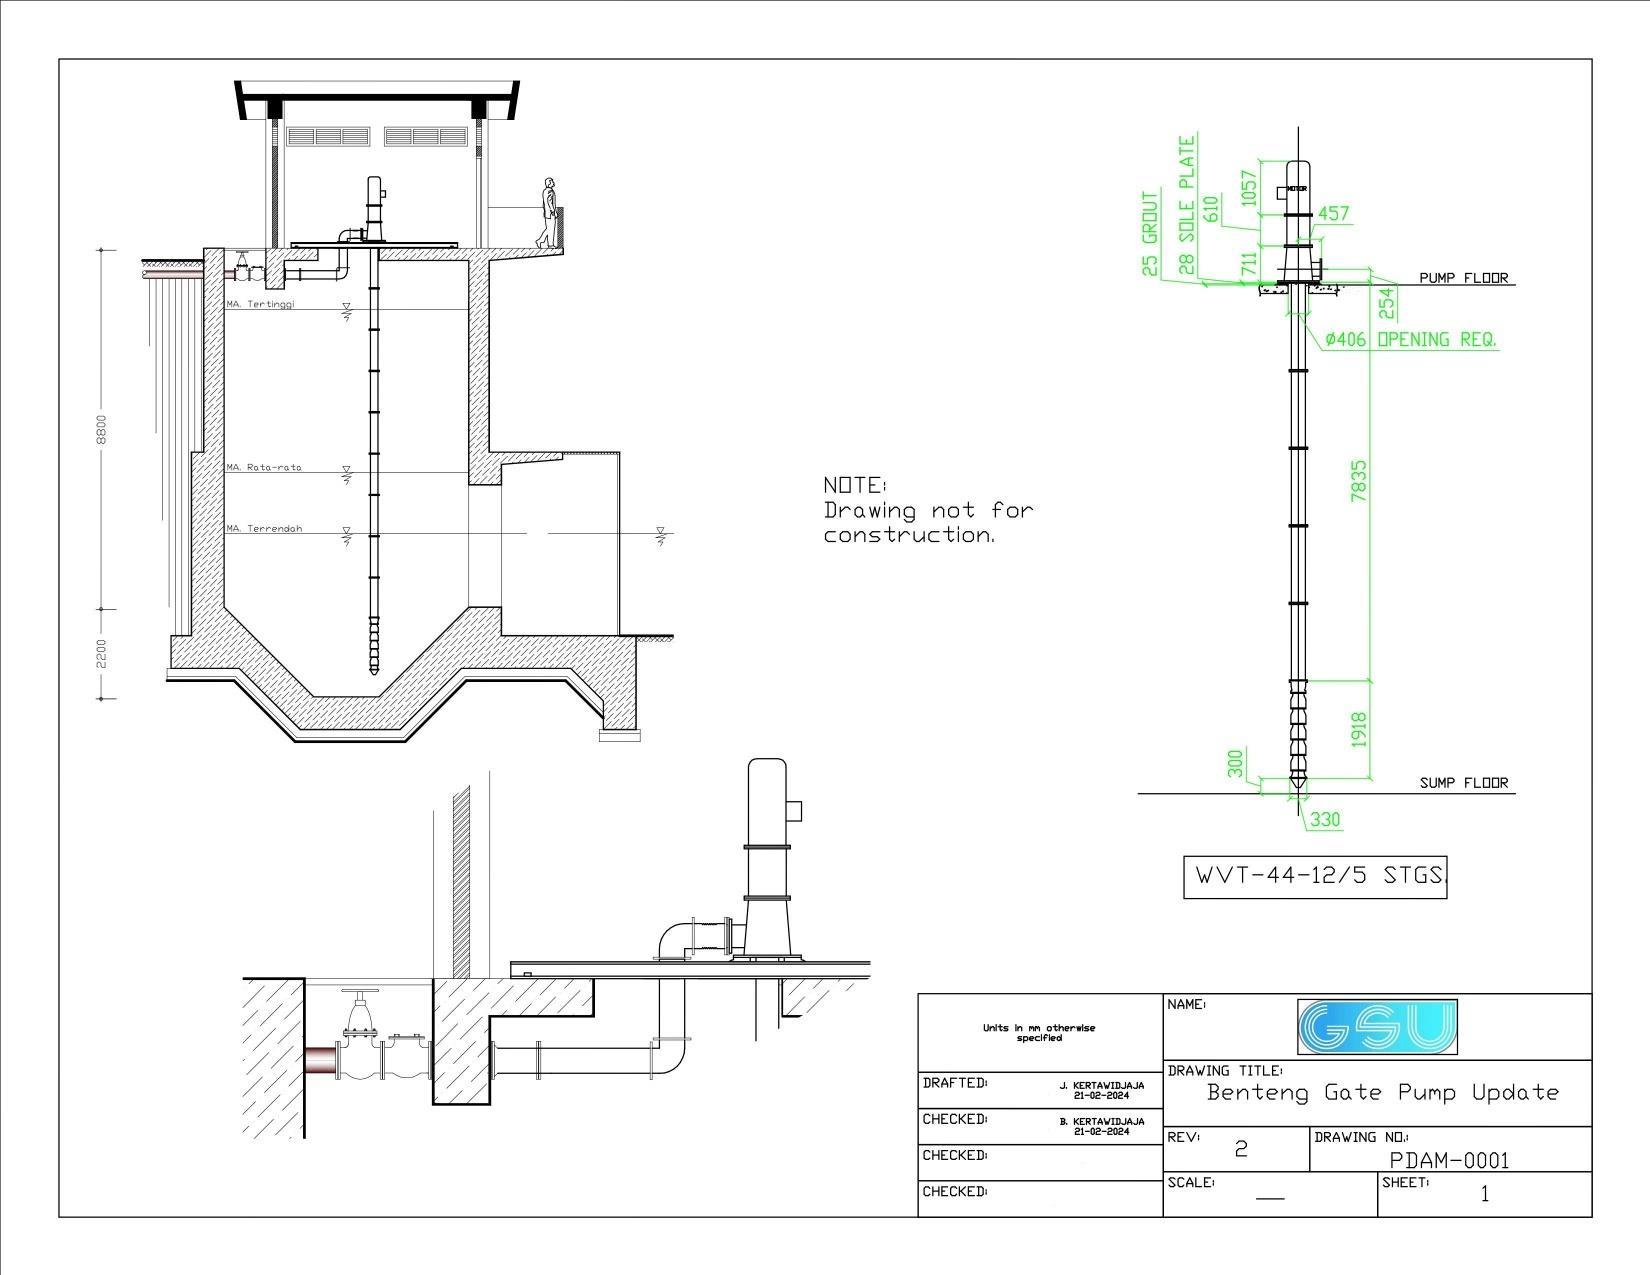 MA. Tertinggi
MA. Rata-rata
MA. Terrendah
8800
2200
NOTE:
Drawing not for
construction.
25 GROUT
28 SOLE PLATE
610
1057
711
MOTOR
457
PUMP FLOOR
254
Ø406 OPENING REQ.
7835
1918
300
SUMP FLOOR
330
WVT-44-12/5 STGS.
Units in mm otherwise
specified
DRAFTED:
J. KERTAWIDJAJA
21-02-2024
CHECKED:
B. KERTAWIDJAJA
21-02-2024
CHECKED:
CHECKED:
NAME:
GSU
DRAWING TITLE:
Benteng Gate Pump Update
REV:
2
DRAWING NO.:
PDAM-0001
SCALE:
SHEET:
1